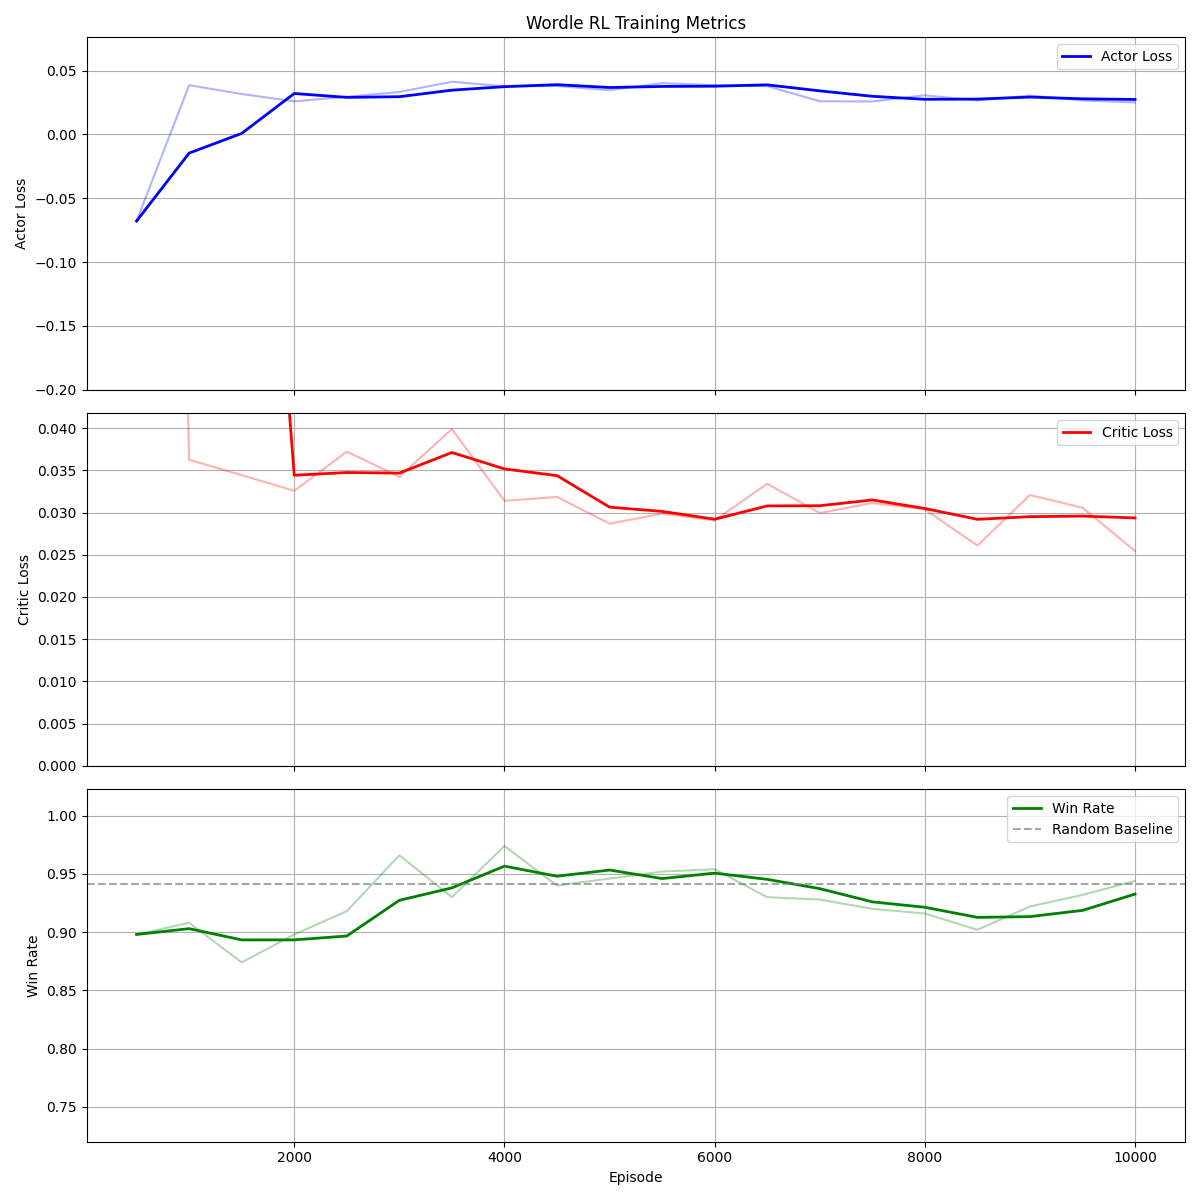 Wordle RL Training Metrics
Actor Loss
0.05
0.00
−0.05
−0.10
−0.15
−0.20
Actor Loss
Critic Loss
0.040
0.035
0.030
0.025
0.020
0.015
0.010
0.005
0.000
Critic Loss
Win Rate
Random Baseline
1.00
0.95
0.90
0.85
0.80
0.75
Win Rate
2000 4000 6000 8000 10000
Episode